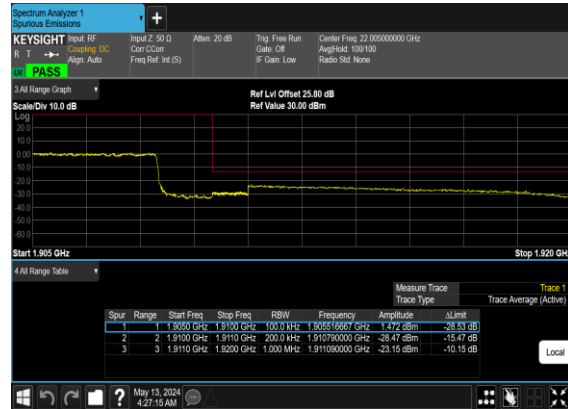 Spectrum Analyzer 1
Spurious Emissions
+
KEYSIGHT Input: RF Input Z: 50 Ω Atten: 20 dB Trig: Free Run Center Freq: 22.005000000 GHz
R T Coupling: DC Corr CCorr Gate: Off Avg|Hold: 100/100
Align: Auto Freq Ref: Int (S) IF Gain: Low Radio Std: None
LW PASS
3 All Range Graph
Ref Lvl Offset 25.80 dB
Scale/Div 10.0 dB Ref Value 30.00 dBm
Log
20.0
10.0
0.00
-10.0
-20.0
-30.0
-40.0
-50.0
-60.0
Start 1.905 GHz Stop 1.920 GHz
4 All Range Table
Measure Trace Trace 1
Trace Type Trace Average (Active)
Spur Range Start Freq Stop Freq RBW Frequency Amplitude ΔLimit
1 1 1.9050 GHz 1.9100 GHz 100.0 kHz 1.905516667 GHz 1.472 dBm -28.53 dB
2 2 1.9100 GHz 1.9110 GHz 200.0 kHz 1.910790000 GHz -28.47 dBm -15.47 dB
3 3 1.9110 GHz 1.9200 GHz 1.000 MHz 1.911090000 GHz -23.15 dBm -10.15 dB
Local
? May 13, 2024
4:27:15 AM